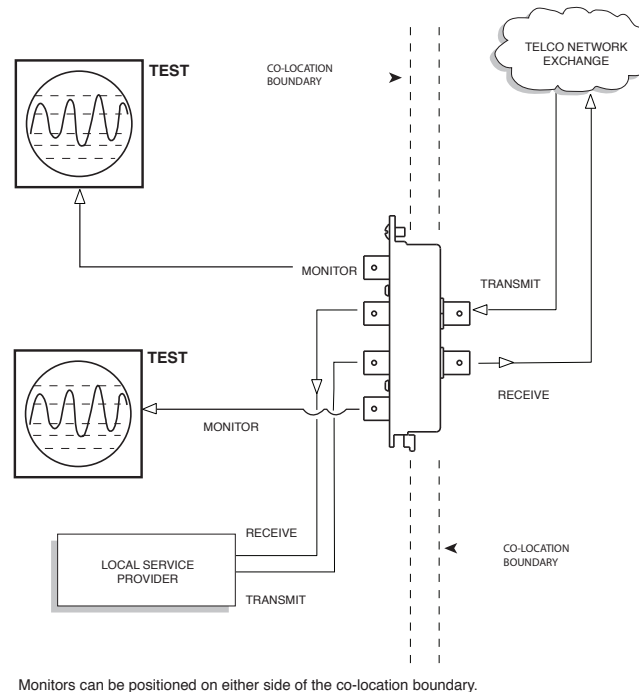 TELCO NETWORK
EXCHANGE
TEST
CO-LOCATION
BOUNDARY
MONITOR
TRANSMIT
TEST
RECEIVE
MONITOR
RECEIVE
LOCAL SERVICE
PROVIDER
CO-LOCATION
BOUNDARY
TRANSMIT
Monitors can be positioned on either side of the co-location boundary.